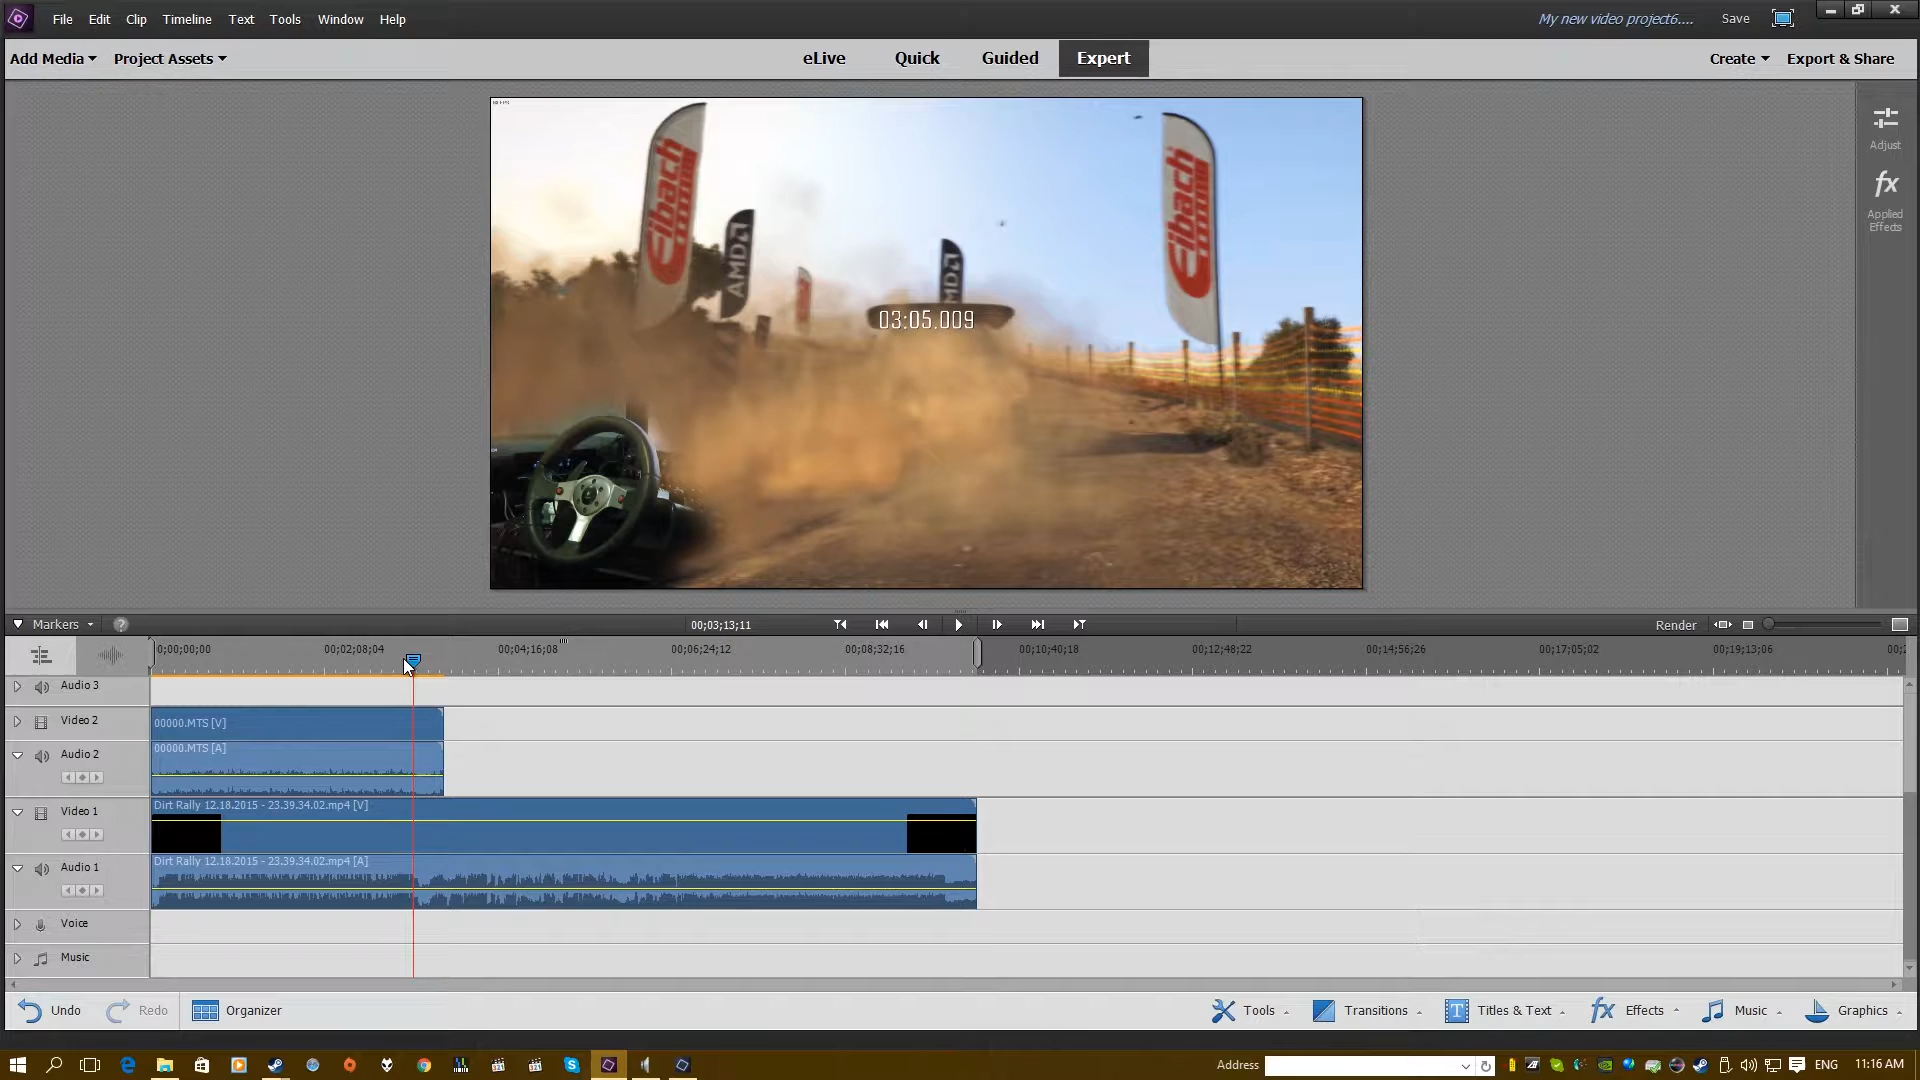 File Edit Clip Timeline Text Tools Window Help
My new video project6.... Save
Add Media Project Assets eLive Quick Guided Expert Create Export & Share
Adjust
fx
Applied Effects
Eibach
AMD
AMD
Eibach
03:05.009
Markers ? 00;03;13;11 Render
0;00;00;00 00;02;08;04 00;04;16;08 00;06;24;12 00;08;32;16 00;10;40;18 00;12;48;22 00;14;56;26 00;17;05;02 00;19;13;06
Audio 3
Video 2 00000.MTS [V]
Audio 2 00000.MTS [A]
Video 1 Dirt Rally 12.18.2015 - 23.39.34.02.mp4 [V]
Audio 1 Dirt Rally 12.18.2015 - 23.39.34.02.mp4 [A]
Voice
Music
Undo Redo Organizer Tools Transitions T Titles & Text fx Effects Music Graphics
Address ENG 11:16 AM